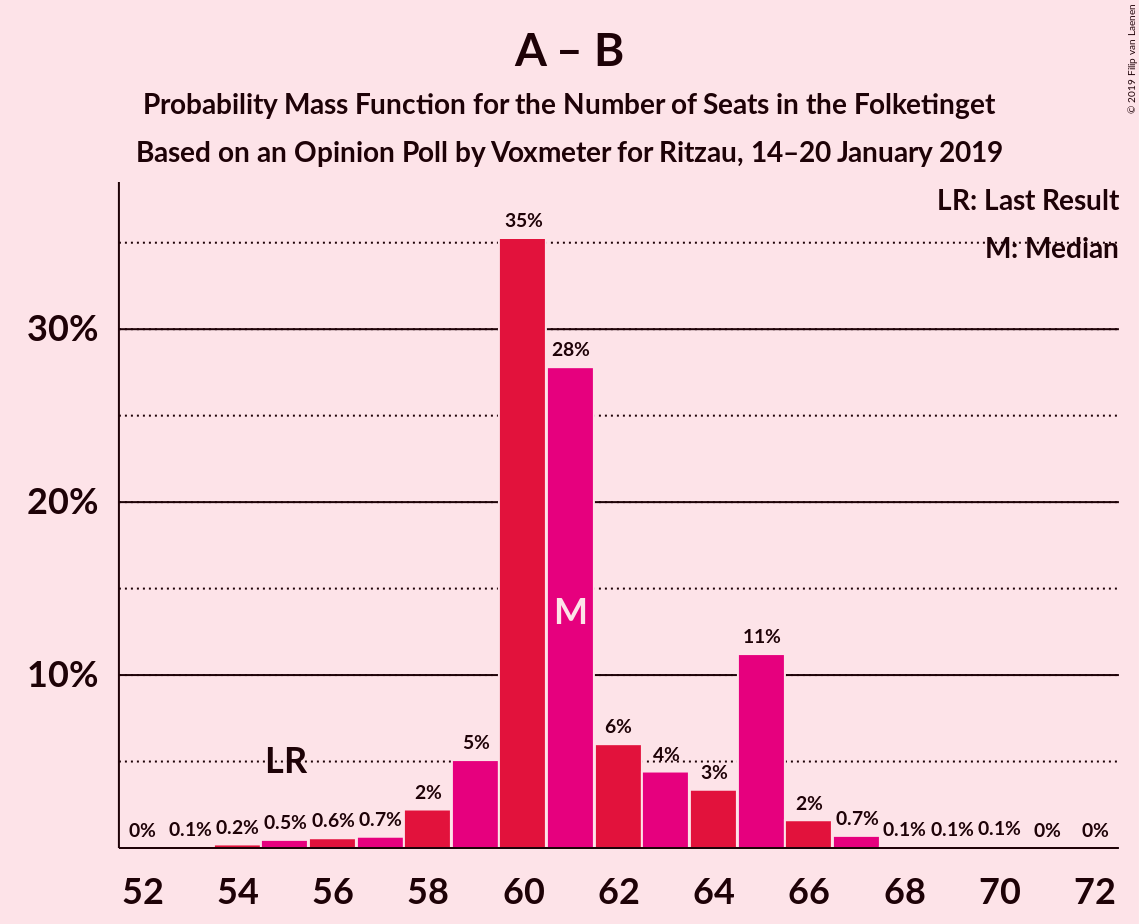 A – B
Probability Mass Function for the Number of Seats in the Folketinget
Based on an Opinion Poll by Voxmeter for Ritzau, 14–20 January 2019
© 2019 Filip van Laenen
LR: Last Result
M: Median
35%
30%
28%
20%
M
11%
10%
6%
5%
4%
3%
LR
2%
2%
0% 0.1% 0.2% 0.5% 0.6% 0.7% 0.7% 0.1% 0.1% 0.1% 0% 0%
52 54 56 58 60 62 64 66 68 70 72